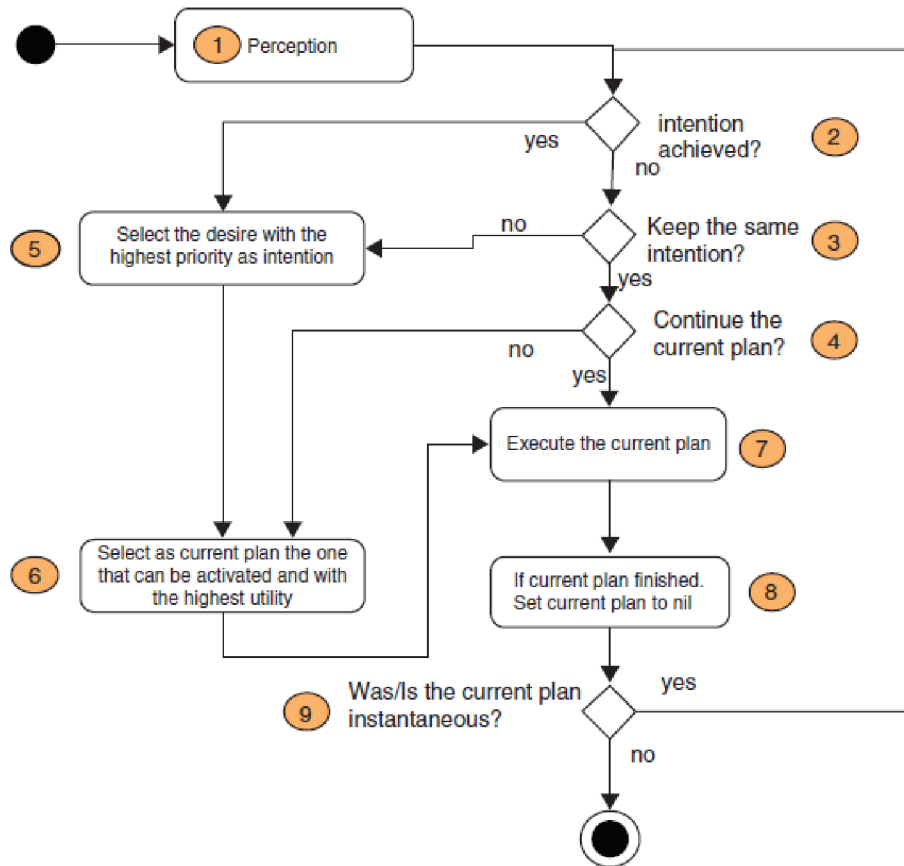 1 Perception
yes
intention
achieved?
2
no
5
Select the desire with the
highest priority as intention
no
Keep the same
intention?
3
yes
no
Continue the
current plan?
4
yes
Execute the current plan
7
6
Select as current plan the one
that can be activated and with
the highest utility
If current plan finished.
Set current plan to nil
8
9
Was/Is the current plan
instantaneous?
yes
no